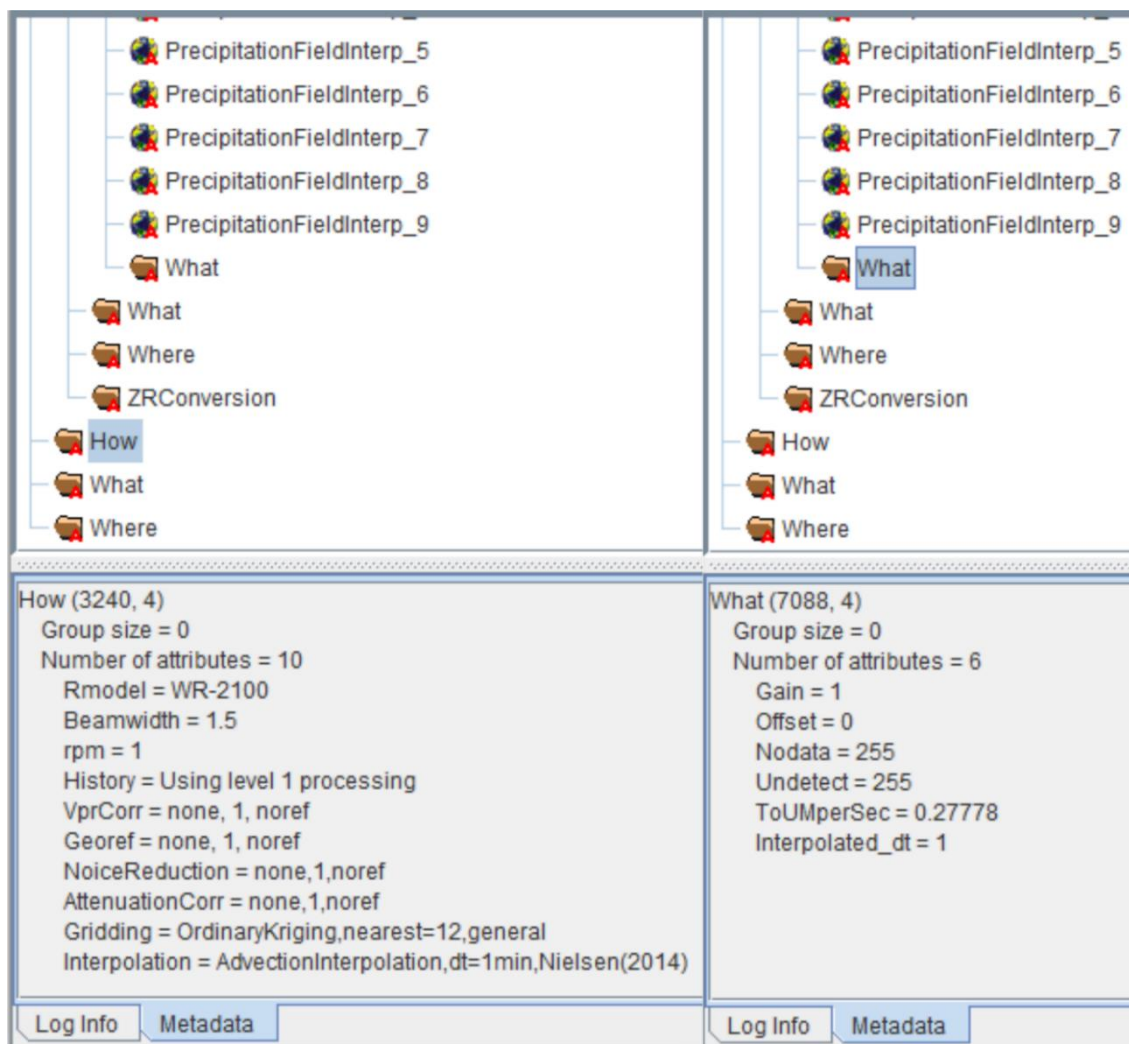 PrecipitationFieldInterp_5
PrecipitationFieldInterp_6
PrecipitationFieldInterp_7
PrecipitationFieldInterp_8
PrecipitationFieldInterp_9
What
What
Where
ZRConversion
How
What
Where
How (3240, 4)
Group size = 0
Number of attributes = 10
Rmodel = WR-2100
Beamwidth = 1.5
rpm = 1
History = Using level 1 processing
VprCorr = none, 1, noref
Georef = none, 1, noref
NoiceReduction = none,1,noref
AttenuationCorr = none,1,noref
Gridding = OrdinaryKriging,nearest=12,general
Interpolation = AdvectionInterpolation,dt=1min,Nielsen(2014)
Log Info
Metadata
PrecipitationFieldInterp_5
PrecipitationFieldInterp_6
PrecipitationFieldInterp_7
PrecipitationFieldInterp_8
PrecipitationFieldInterp_9
What
What
Where
ZRConversion
How
What
Where
What (7088, 4)
Group size = 0
Number of attributes = 6
Gain = 1
Offset = 0
Nodata = 255
Undetect = 255
ToUMperSec = 0.27778
Interpolated_dt = 1
Log Info
Metadata